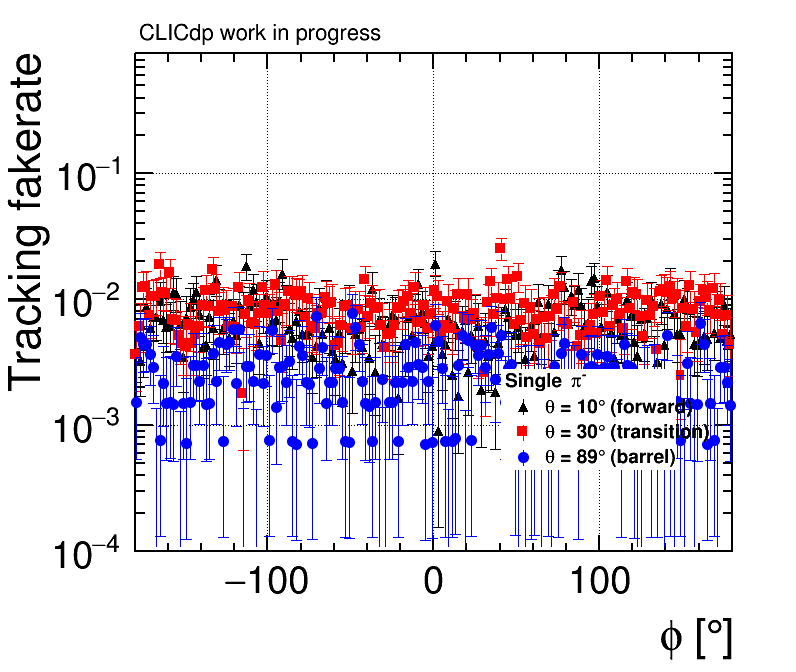 CLICdp work in progress
Tracking fakerate
10⁻¹
10⁻²
10⁻³
10⁻⁴
Single π⁻
θ = 10° (forward)
θ = 30° (transition)
θ = 89° (barrel)
−100 0 100
ϕ [°]